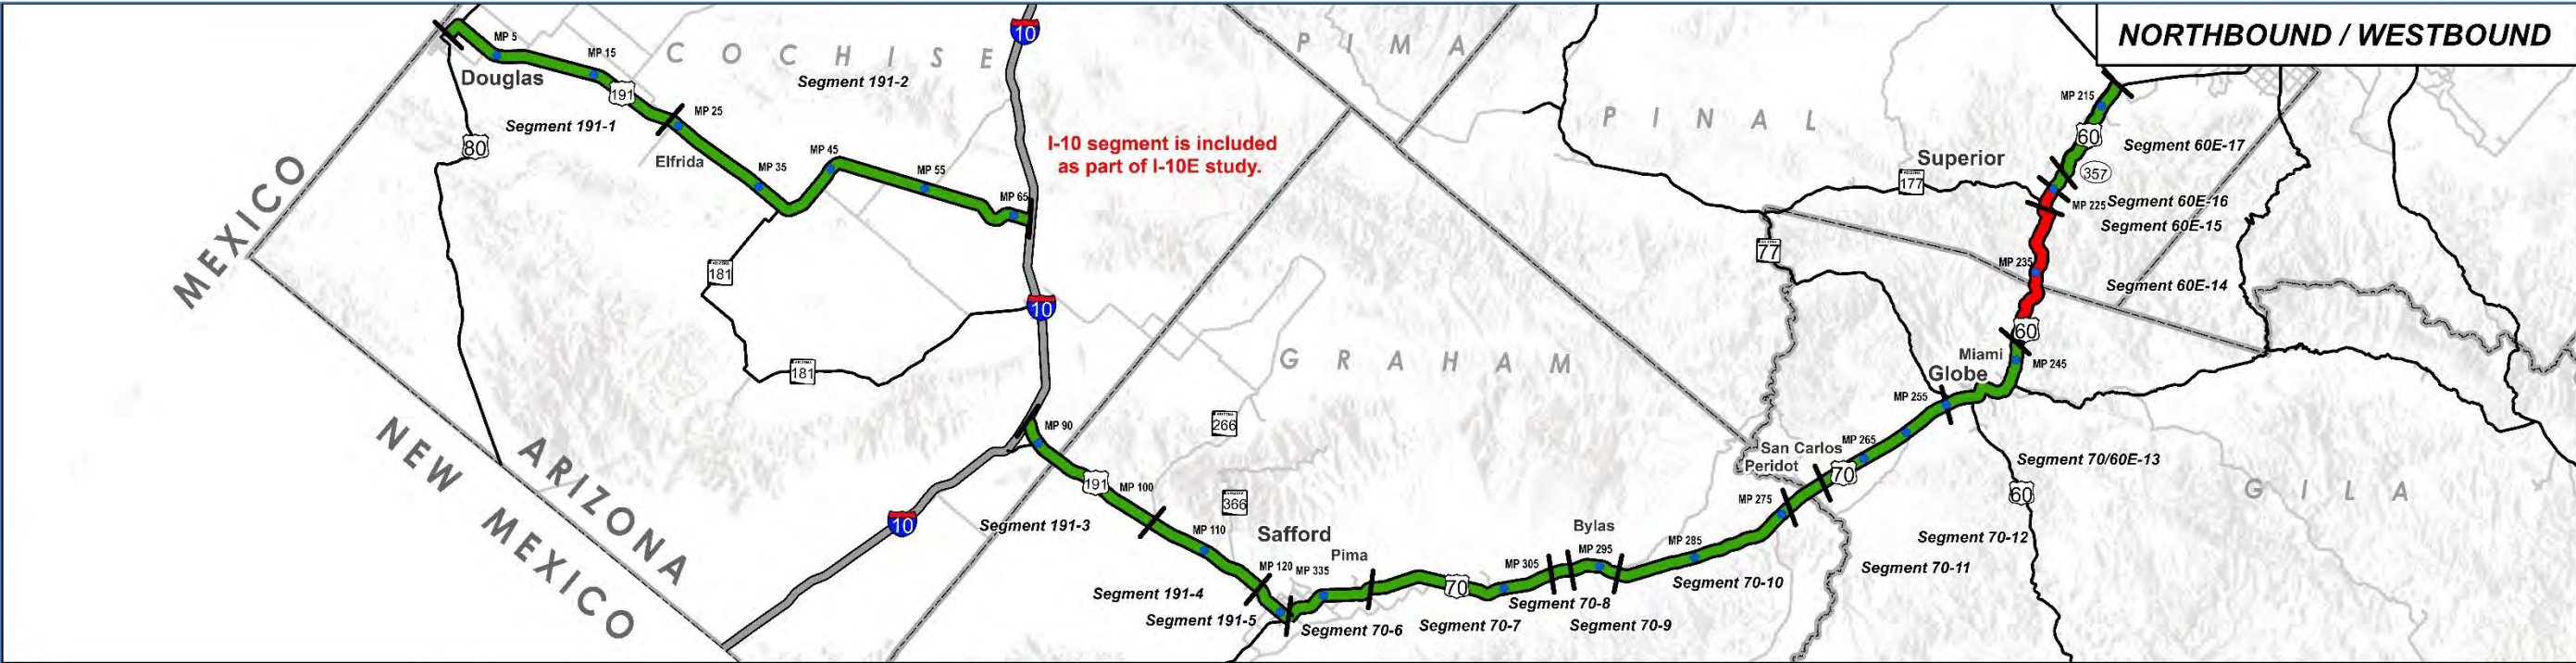 NORTHBOUND / WESTBOUND
MP 5
Douglas
MP 15
191
COCHISE
Segment 191-2
Segment 191-1
MP 25
Elfrida
80
MP 35
MP 45
MP 55
MP 65
10
I-10 segment is included
as part of I-10E study.
PIMA
PINAL
MP 215
60
Segment 60E-17
Superior
177
357
MP 225
Segment 60E-16
Segment 60E-15
77
MP 235
Segment 60E-14
60
Miami
Globe
MP 245
MEXICO
181
181
10
GRAHAM
MP 255
MP 90
266
191
MP 100
366
San Carlos
MP 265
Peridot
70
Segment 70/60E-13
60
GILA
NEW MEXICO
ARIZONA
10
Segment 191-3
MP 110
Safford
Pima
Bylas
MP 275
Segment 70-12
Segment 70-11
MP 120
MP 335
70
MP 305
MP 295
MP 285
Segment 70-10
Segment 191-4
Segment 191-5
Segment 70-6
Segment 70-7
Segment 70-8
Segment 70-9